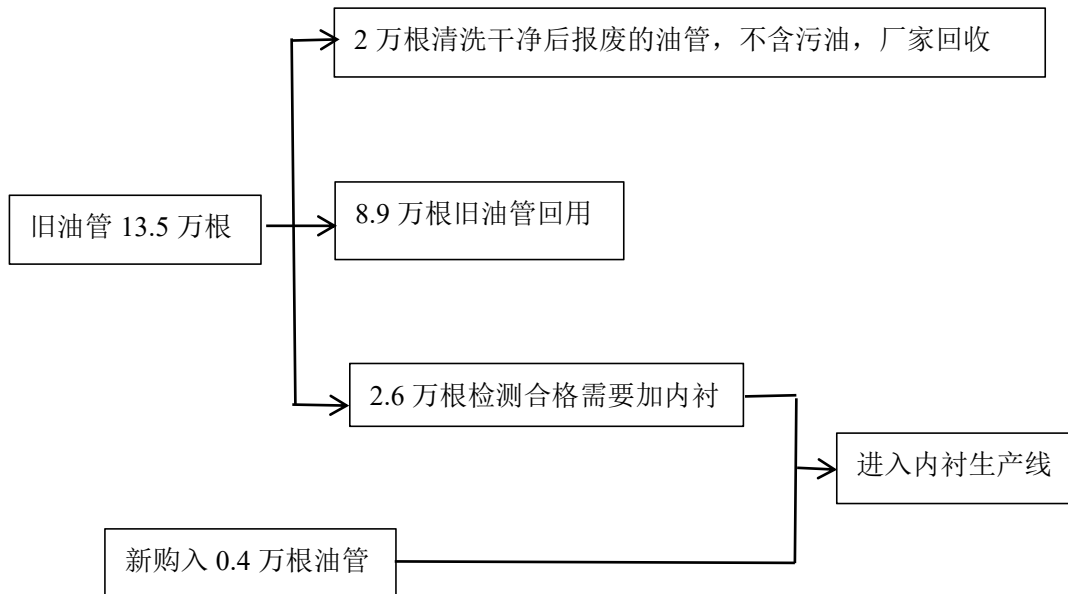 2 万根清洗干净后报废的油管，不含污油，厂家回收
旧油管 13.5 万根
8.9 万根旧油管回用
2.6 万根检测合格需要加内衬
进入内衬生产线
新购入 0.4 万根油管